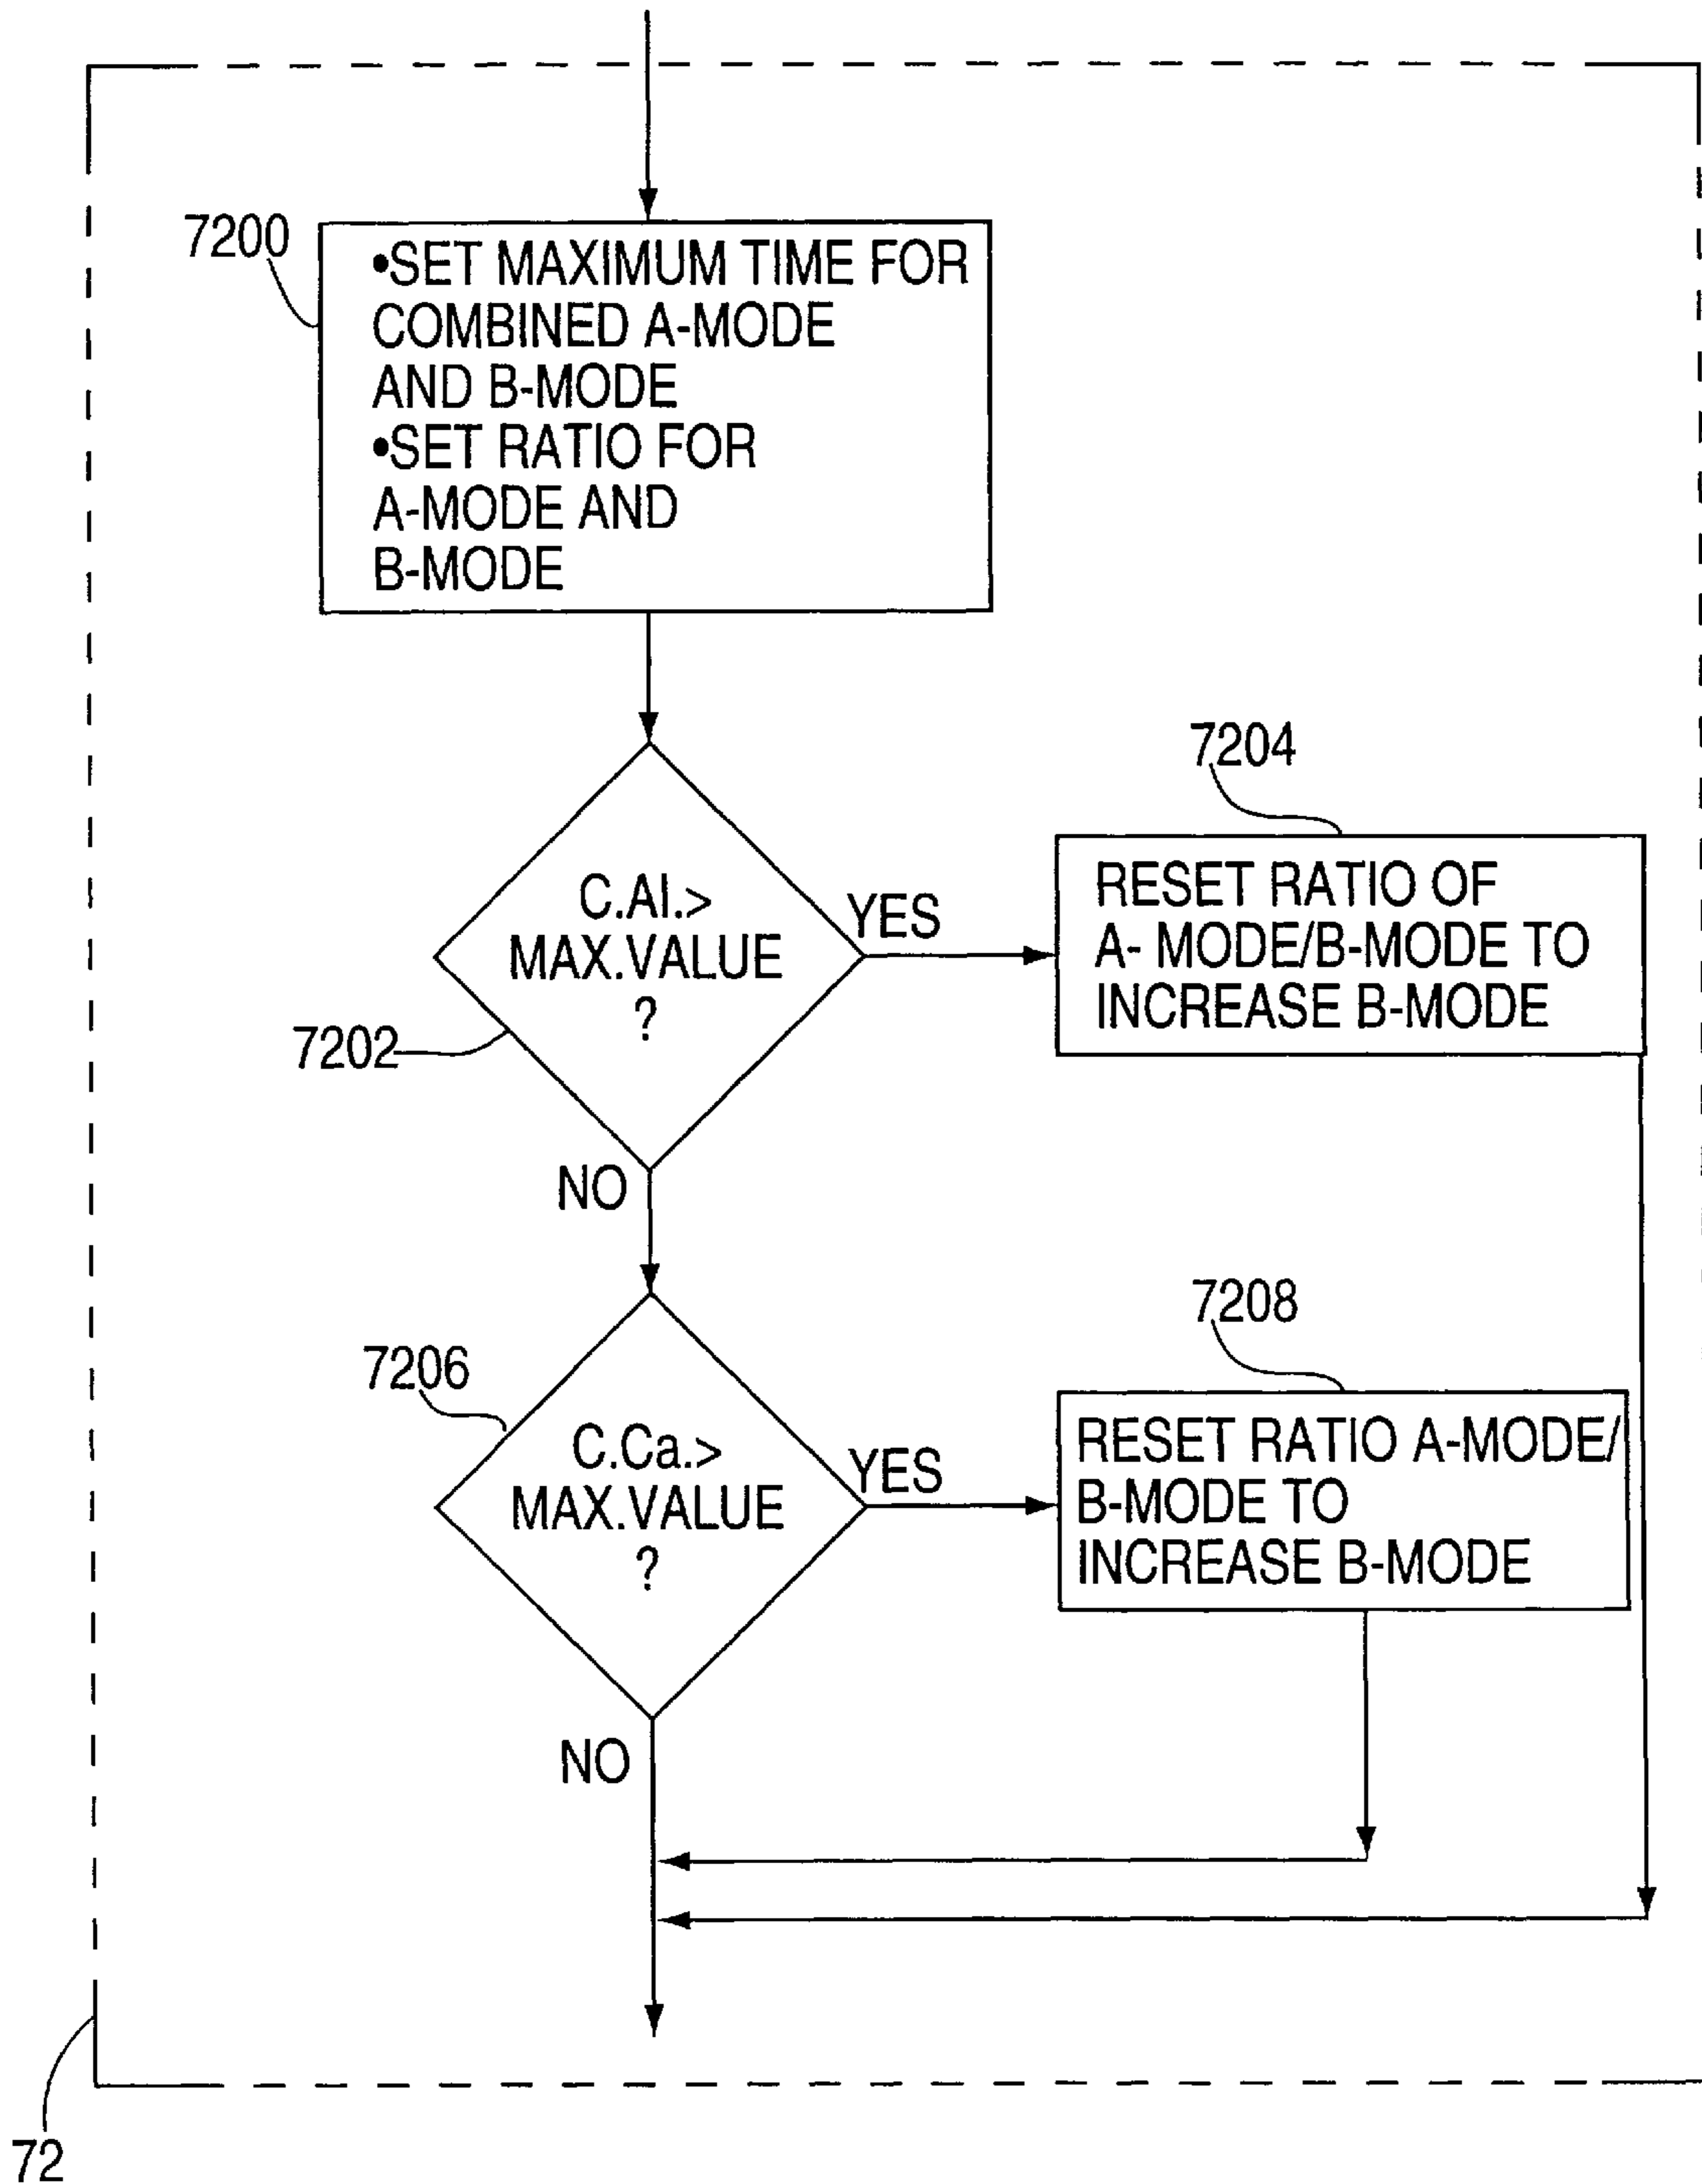 7200
•SET MAXIMUM TIME FOR
COMBINED A-MODE
AND B-MODE
•SET RATIO FOR
A-MODE AND
B-MODE
7202
C.Al.>
MAX.VALUE
?
YES
NO
7204
RESET RATIO OF
A- MODE/B-MODE TO
INCREASE B-MODE
7206
C.Ca.>
MAX.VALUE
?
YES
NO
7208
RESET RATIO A-MODE/
B-MODE TO
INCREASE B-MODE
72